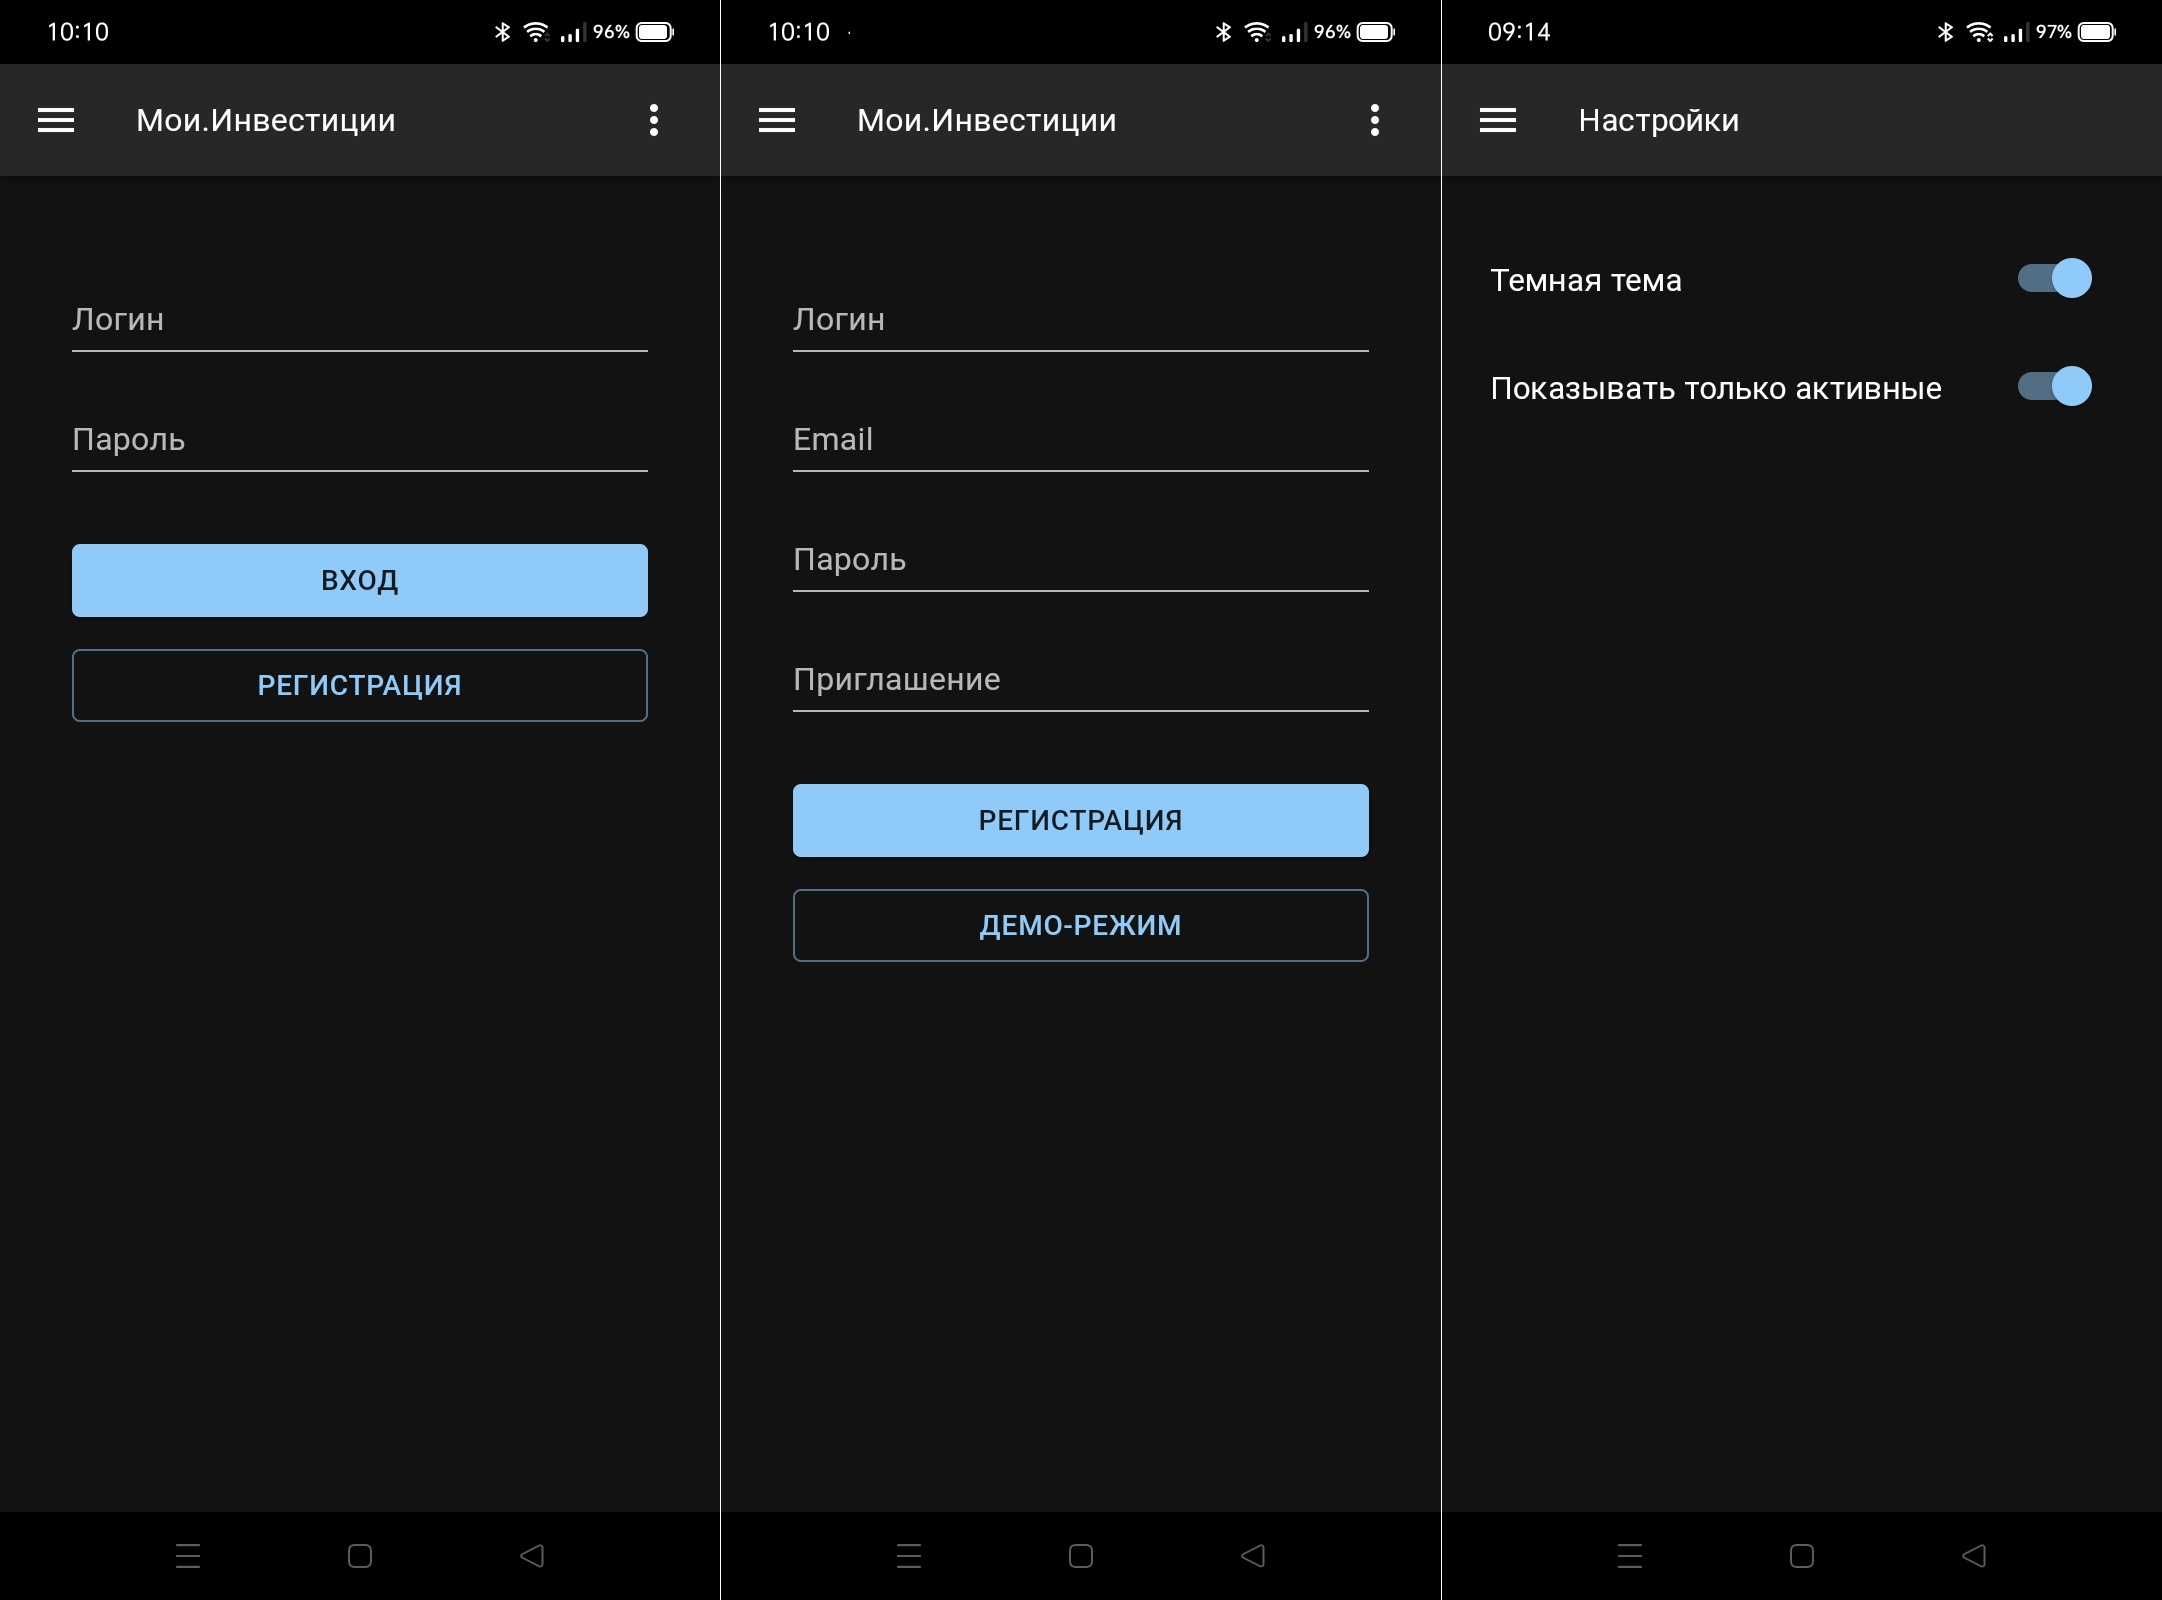 10:10
96%
Мои.Инвестиции
Логин
Пароль
ВХОД
РЕГИСТРАЦИЯ
10:10
96%
Мои.Инвестиции
Логин
Email
Пароль
Приглашение
РЕГИСТРАЦИЯ
ДЕМО-РЕЖИМ
09:14
97%
Настройки
Темная тема
Показывать только активные